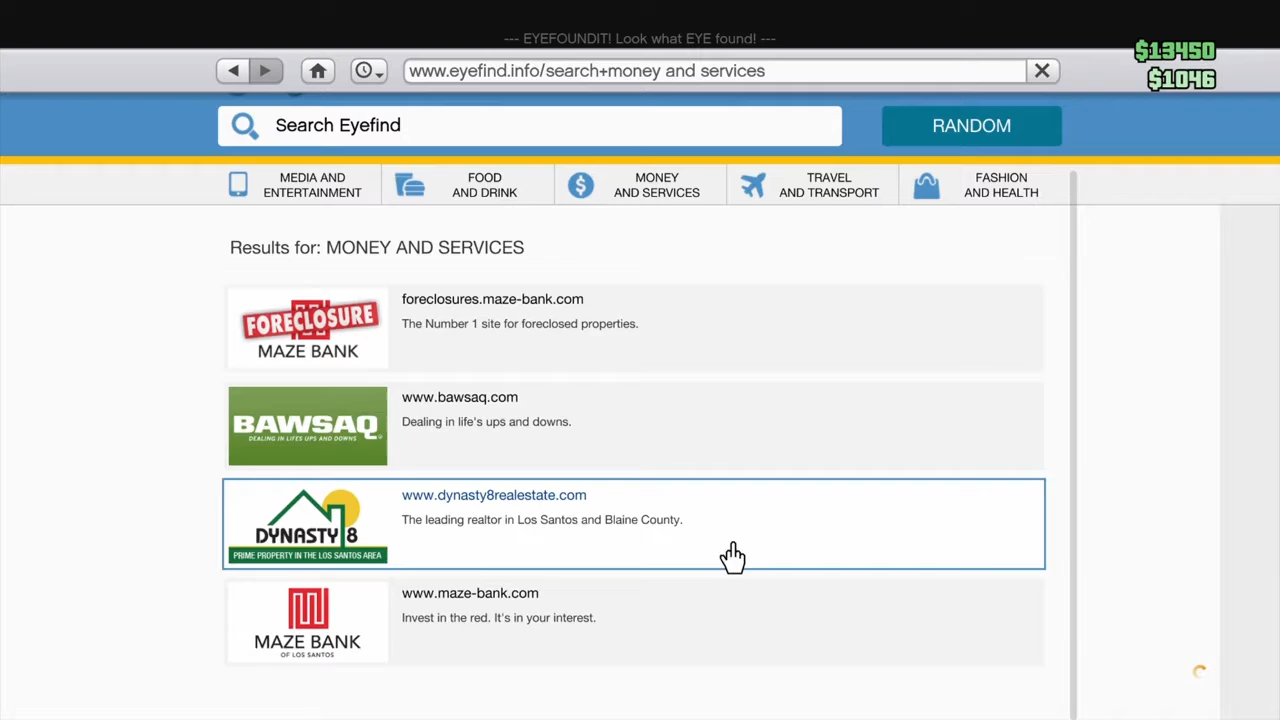 --- EYEFOUNDIT! Look what EYE found! ---
$13450
$1046
www.eyefind.info/search+money and services
Search Eyefind
RANDOM
MEDIA AND
ENTERTAINMENT
FOOD
AND DRINK
MONEY
AND SERVICES
TRAVEL
AND TRANSPORT
FASHION
AND HEALTH
Results for: MONEY AND SERVICES
FORECLOSURE
MAZE BANK
foreclosures.maze-bank.com
The Number 1 site for foreclosed properties.
BAWSAQ
DEALING IN LIFE'S UPS AND DOWNS
www.bawsaq.com
Dealing in life's ups and downs.
DYNASTY 8
PRIME PROPERTY IN THE LOS SANTOS AREA
www.dynasty8realestate.com
The leading realtor in Los Santos and Blaine County.
MAZE BANK
OF LOS SANTOS
www.maze-bank.com
Invest in the red. It's in your interest.